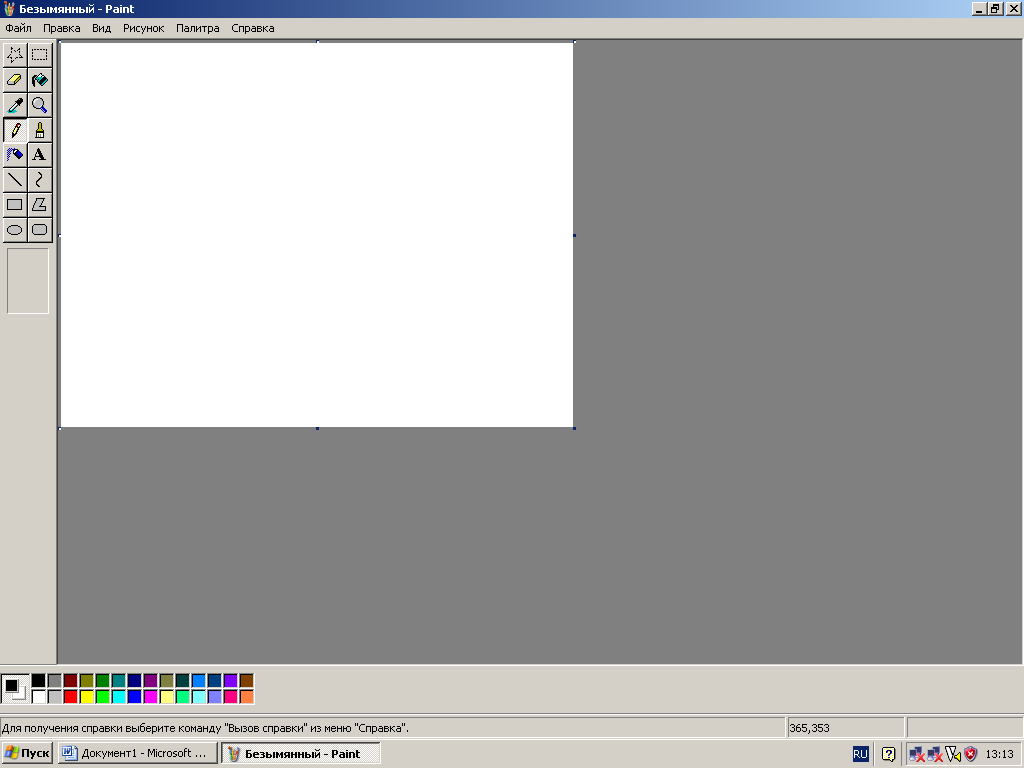 Безымянный - Paint
Файл Правка Вид Рисунок Палитра Справка
A
Для получения справки выберите команду "Вызов справки" из меню "Справка".
365,353
Пуск Документ1 - Microsoft ... Безымянный - Paint RU 13:13